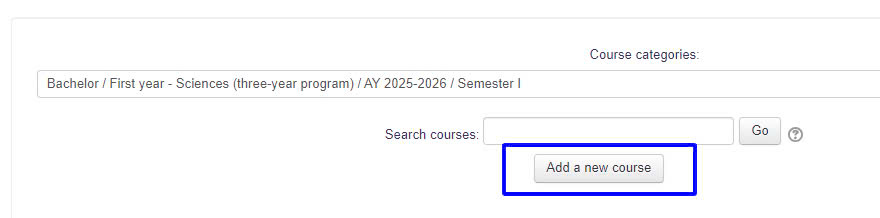 Course categories:
Bachelor / First year - Sciences (three-year program) / AY 2025-2026 / Semester I
Search courses: Go ?
Add a new course